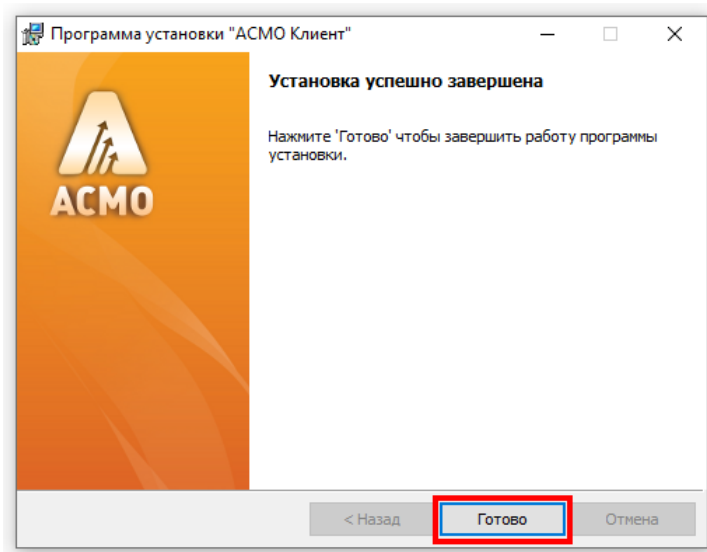 Программа установки "АСМО Клиент"
Установка успешно завершена
Нажмите 'Готово' чтобы завершить работу программы
установки.
АСМО
< Назад
Готово
Отмена